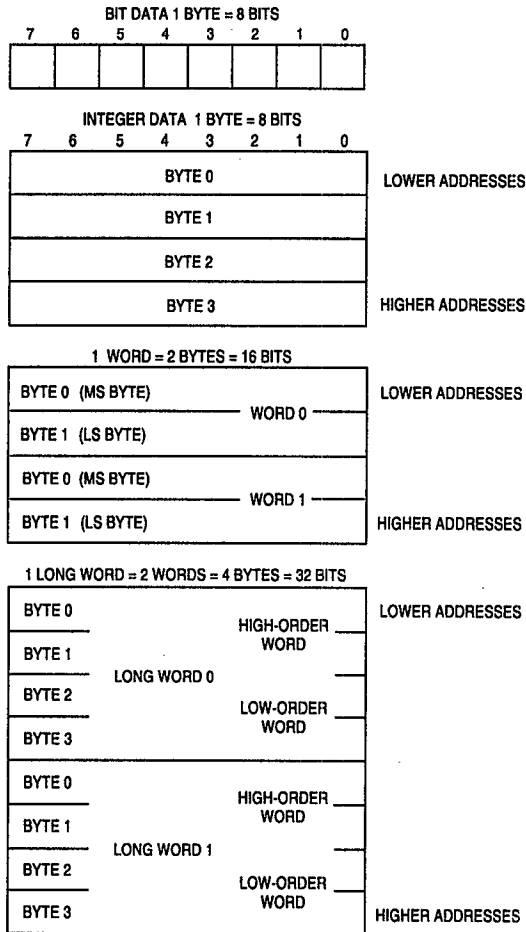 BIT DATA 1 BYTE = 8 BITS
7 6 5 4 3 2 1 0
INTEGER DATA 1 BYTE = 8 BITS
7 6 5 4 3 2 1 0
BYTE 0
LOWER ADDRESSES
BYTE 1
BYTE 2
BYTE 3
HIGHER ADDRESSES
1 WORD = 2 BYTES = 16 BITS
BYTE 0 (MS BYTE)
LOWER ADDRESSES
WORD 0
BYTE 1 (LS BYTE)
BYTE 0 (MS BYTE)
WORD 1
BYTE 1 (LS BYTE)
HIGHER ADDRESSES
1 LONG WORD = 2 WORDS = 4 BYTES = 32 BITS
BYTE 0
LOWER ADDRESSES
HIGH-ORDER
WORD
BYTE 1
LONG WORD 0
BYTE 2
LOW-ORDER
WORD
BYTE 3
BYTE 0
HIGH-ORDER
WORD
BYTE 1
LONG WORD 1
BYTE 2
LOW-ORDER
WORD
BYTE 3
HIGHER ADDRESSES